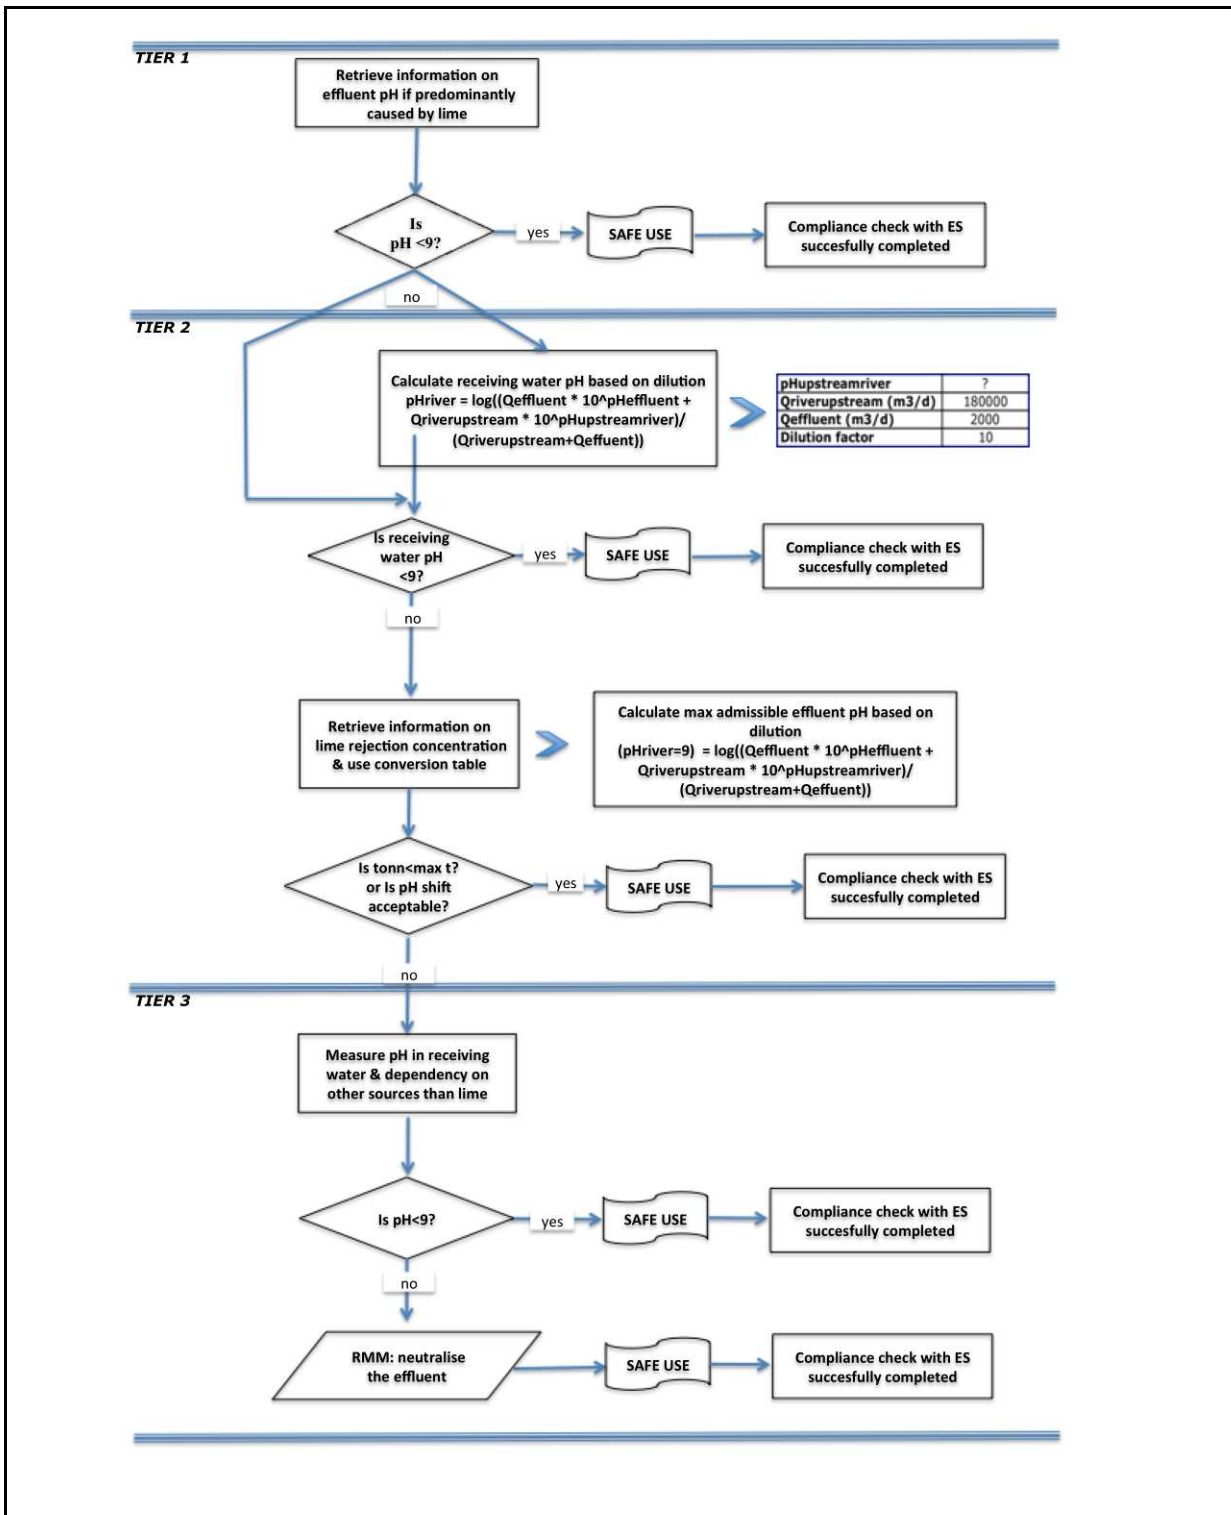 TIER 1
Retrieve information on
effluent pH if predominantly
caused by lime
Is
pH <9?
yes
SAFE USE
Compliance check with ES
succesfully completed
no
TIER 2
Calculate receiving water pH based on dilution
pHriver = log((Qeffluent * 10^pHeffluent +
Qriverupstream * 10^pHupstreamriver)/
(Qriverupstream+Qeffuent))
pHupstreamriver ?
Qriverupstream (m3/d) 180000
Qeffluent (m3/d) 2000
Dilution factor 10
Is receiving
water pH
<9?
yes
SAFE USE
Compliance check with ES
succesfully completed
no
Retrieve information on
lime rejection concentration
& use conversion table
Calculate max admissible effluent pH based on
dilution
(pHriver=9) = log((Qeffluent * 10^pHeffluent +
Qriverupstream * 10^pHupstreamriver)/
(Qriverupstream+Qeffuent))
Is tonn<max t?
or Is pH shift
acceptable?
yes
SAFE USE
Compliance check with ES
succesfully completed
no
TIER 3
Measure pH in receiving
water & dependency on
other sources than lime
Is pH<9?
yes
SAFE USE
Compliance check with ES
succesfully completed
no
RMM: neutralise
the effluent
SAFE USE
Compliance check with ES
succesfully completed